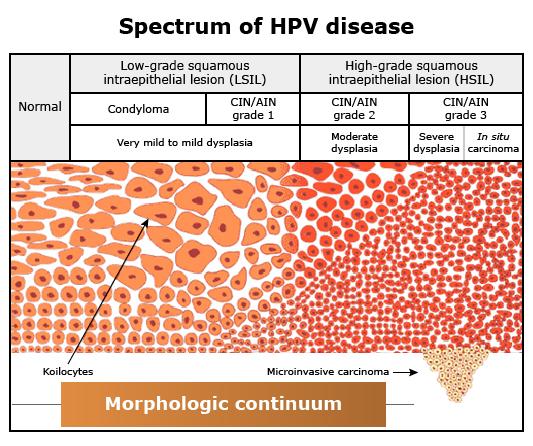 Spectrum of HPV disease
Normal
Low-grade squamous
intraepithelial lesion (LSIL)
High-grade squamous
intraepithelial lesion (HSIL)
Condyloma
CIN/AIN
grade 1
CIN/AIN
grade 2
CIN/AIN
grade 3
Very mild to mild dysplasia
Moderate
dysplasia
Severe
dysplasia
In situ
carcinoma
Koilocytes
Microinvasive carcinoma
Morphologic continuum